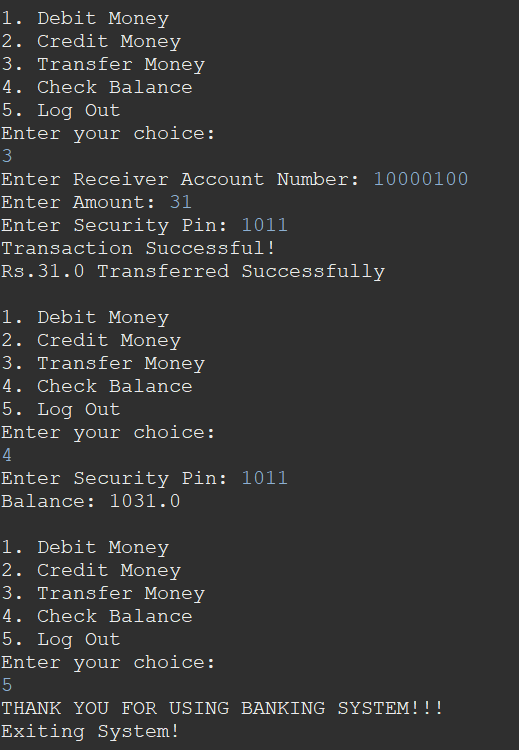 1. Debit Money
2. Credit Money
3. Transfer Money
4. Check Balance
5. Log Out
Enter your choice:
3
Enter Receiver Account Number: 10000100
Enter Amount: 31
Enter Security Pin: 1011
Transaction Successful!
Rs.31.0 Transferred Successfully

1. Debit Money
2. Credit Money
3. Transfer Money
4. Check Balance
5. Log Out
Enter your choice:
4
Enter Security Pin: 1011
Balance: 1031.0

1. Debit Money
2. Credit Money
3. Transfer Money
4. Check Balance
5. Log Out
Enter your choice:
5
THANK YOU FOR USING BANKING SYSTEM!!!
Exiting System!